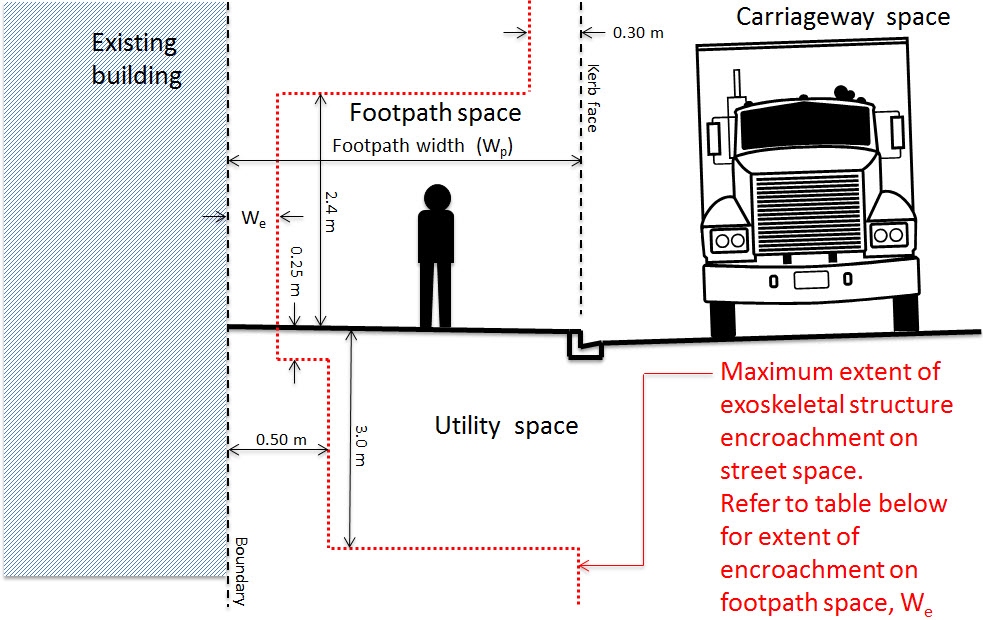 Existing
building
Carriageway space
0.30 m
Kerb face
Footpath space
Footpath width (Wp)
2.4 m
We
0.25 m
Utility space
0.50 m
3.0 m
Boundary
Maximum extent of
exoskeletal structure
encroachment on
street space.
Refer to table below
for extent of
encroachment on
footpath space, We